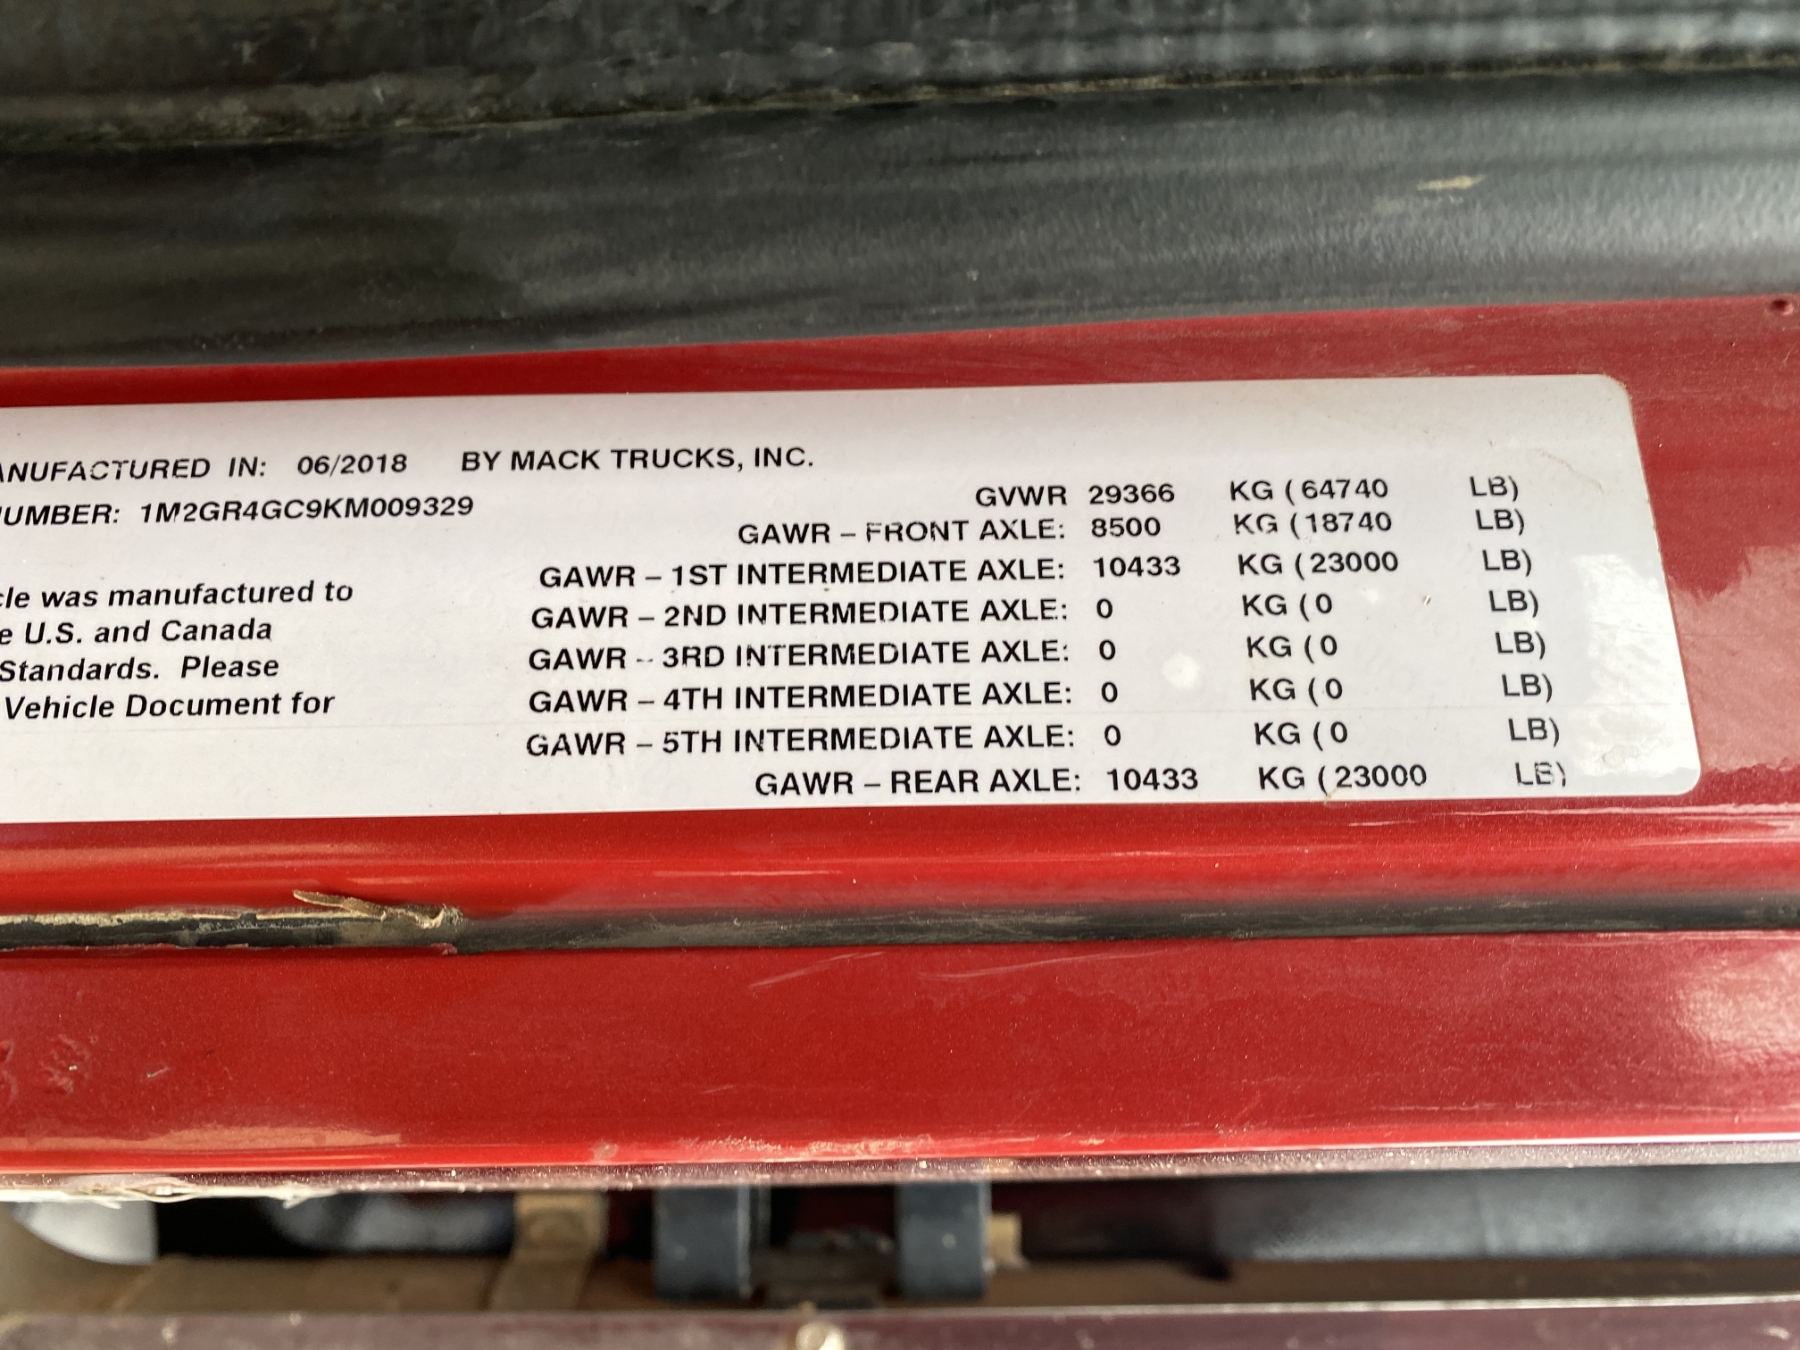 ANUFACTURED IN: 06/2018 BY MACK TRUCKS, INC.
UMBER: 1M2GR4GC9KM009329
GVWR 29366 KG (64740 LB)
GAWR – FRONT AXLE: 8500 KG (18740 LB)
GAWR – 1ST INTERMEDIATE AXLE: 10433 KG (23000 LB)
GAWR – 2ND INTERMEDIATE AXLE: 0 KG (0 LB)
GAWR – 3RD INTERMEDIATE AXLE: 0 KG (0 LB)
GAWR – 4TH INTERMEDIATE AXLE: 0 KG (0 LB)
GAWR – 5TH INTERMEDIATE AXLE: 0 KG (0 LB)
GAWR – REAR AXLE: 10433 KG (23000 LB)
cle was manufactured to
e U.S. and Canada
Standards. Please
Vehicle Document for